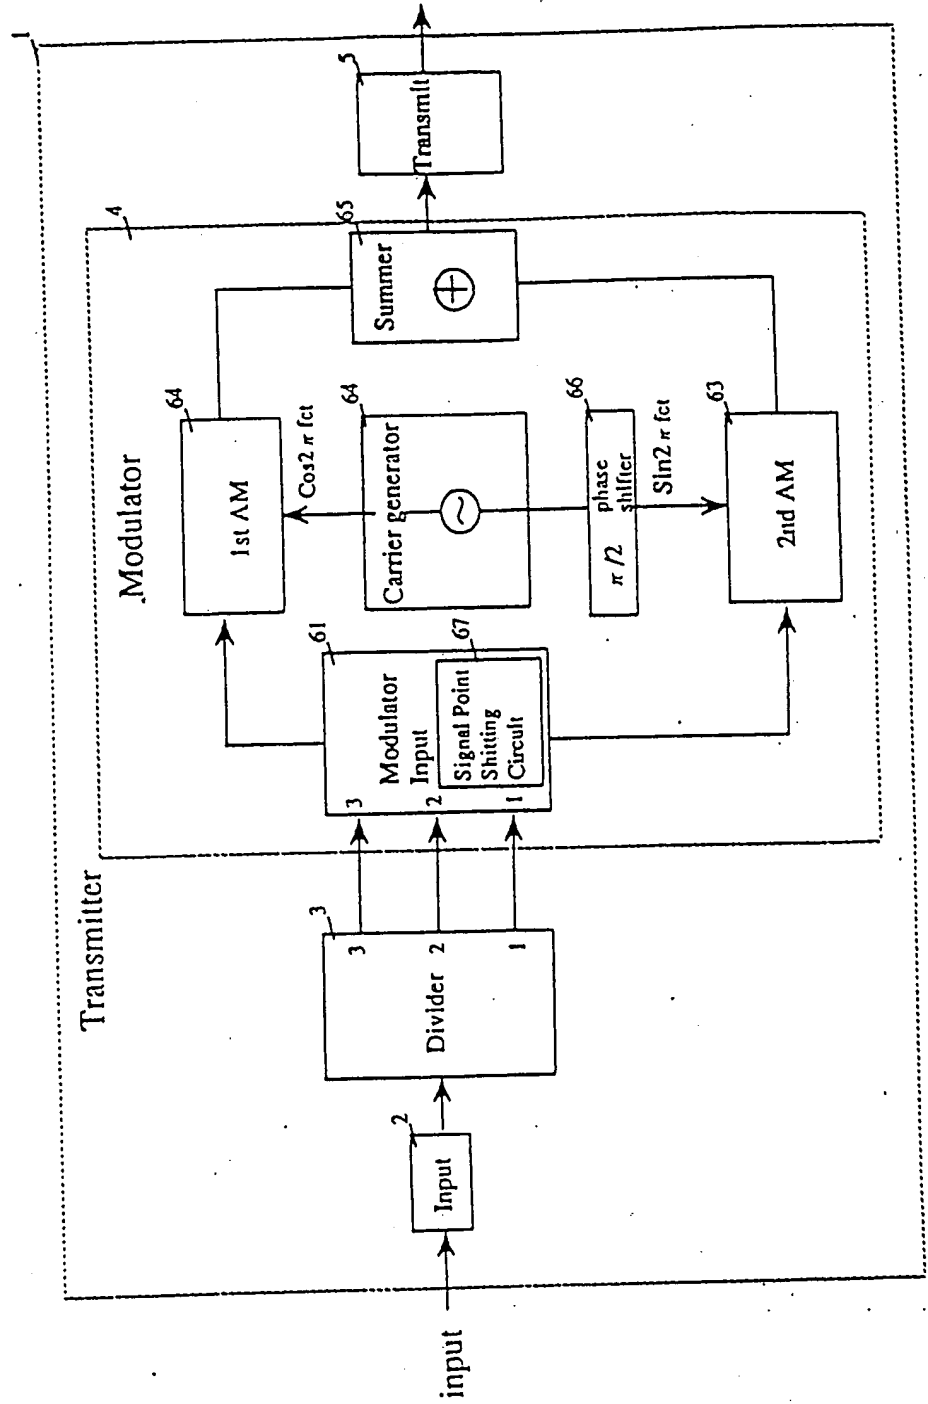 1
Transmitter
4
Modulator
input
2
Input
3
Divider
3
2
1
61
3
2
1
Modulator
Input
67
Signal Point
Shitting
Circult
64
1st AM
Cos2 π fct
64
Carrier generator
~
66
π /2
phase
shifter
Sin2 π fct
63
2nd AM
65
Summer
+
5
Transmit